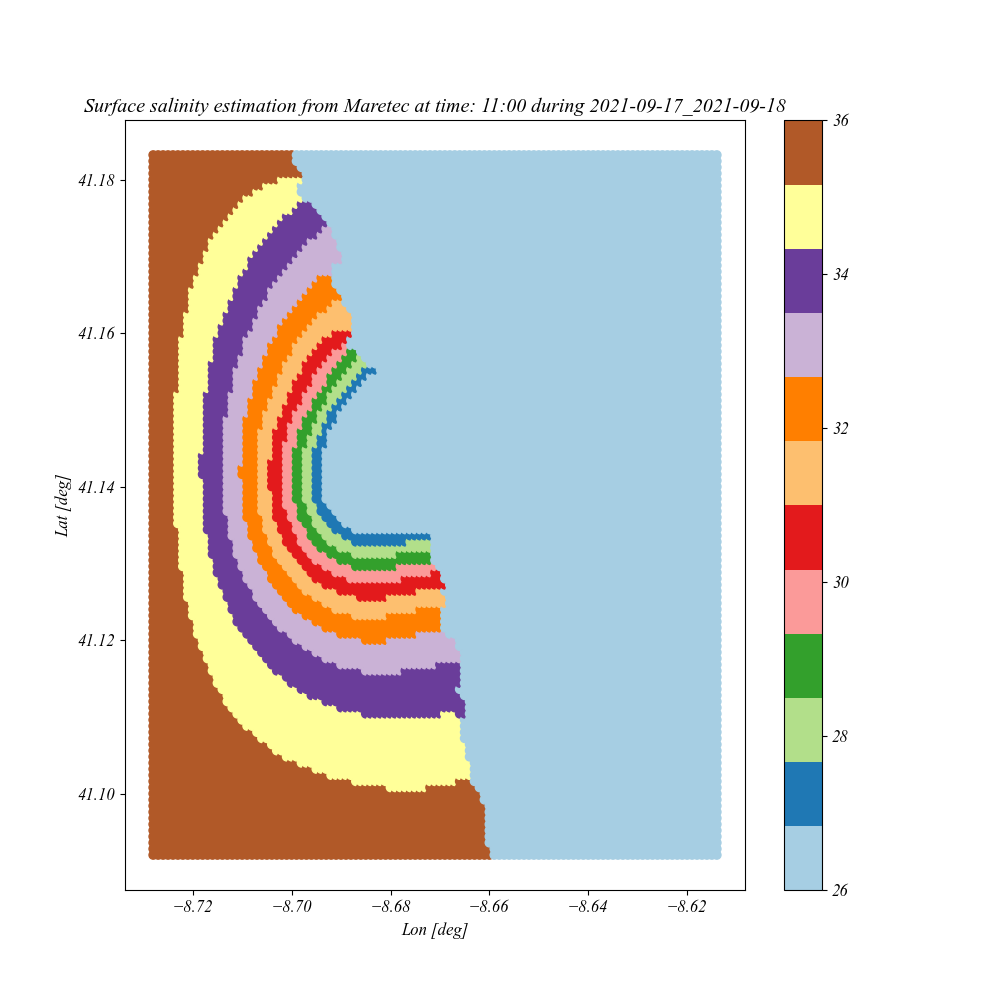 Surface salinity estimation from Maretec at time: 11:00 during 2021-09-17_2021-09-18
41.18
41.16
41.14
41.12
41.10
Lat [deg]
−8.72 −8.70 −8.68 −8.66 −8.64 −8.62
Lon [deg]
36
34
32
30
28
26